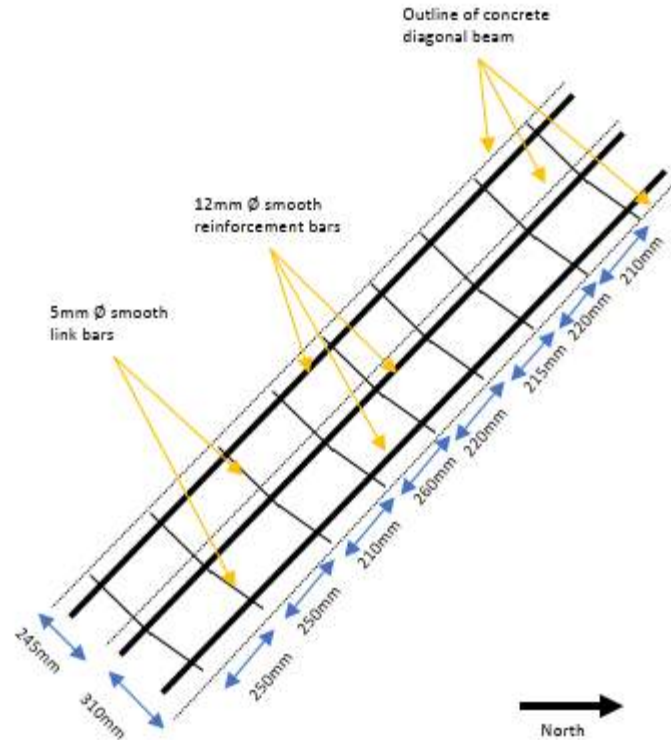 Outline of concrete
diagonal beam
12mm Ø smooth
reinforcement bars
5mm Ø smooth
link bars
210mm
220mm
215mm
220mm
260mm
210mm
250mm
250mm
245mm
310mm
North